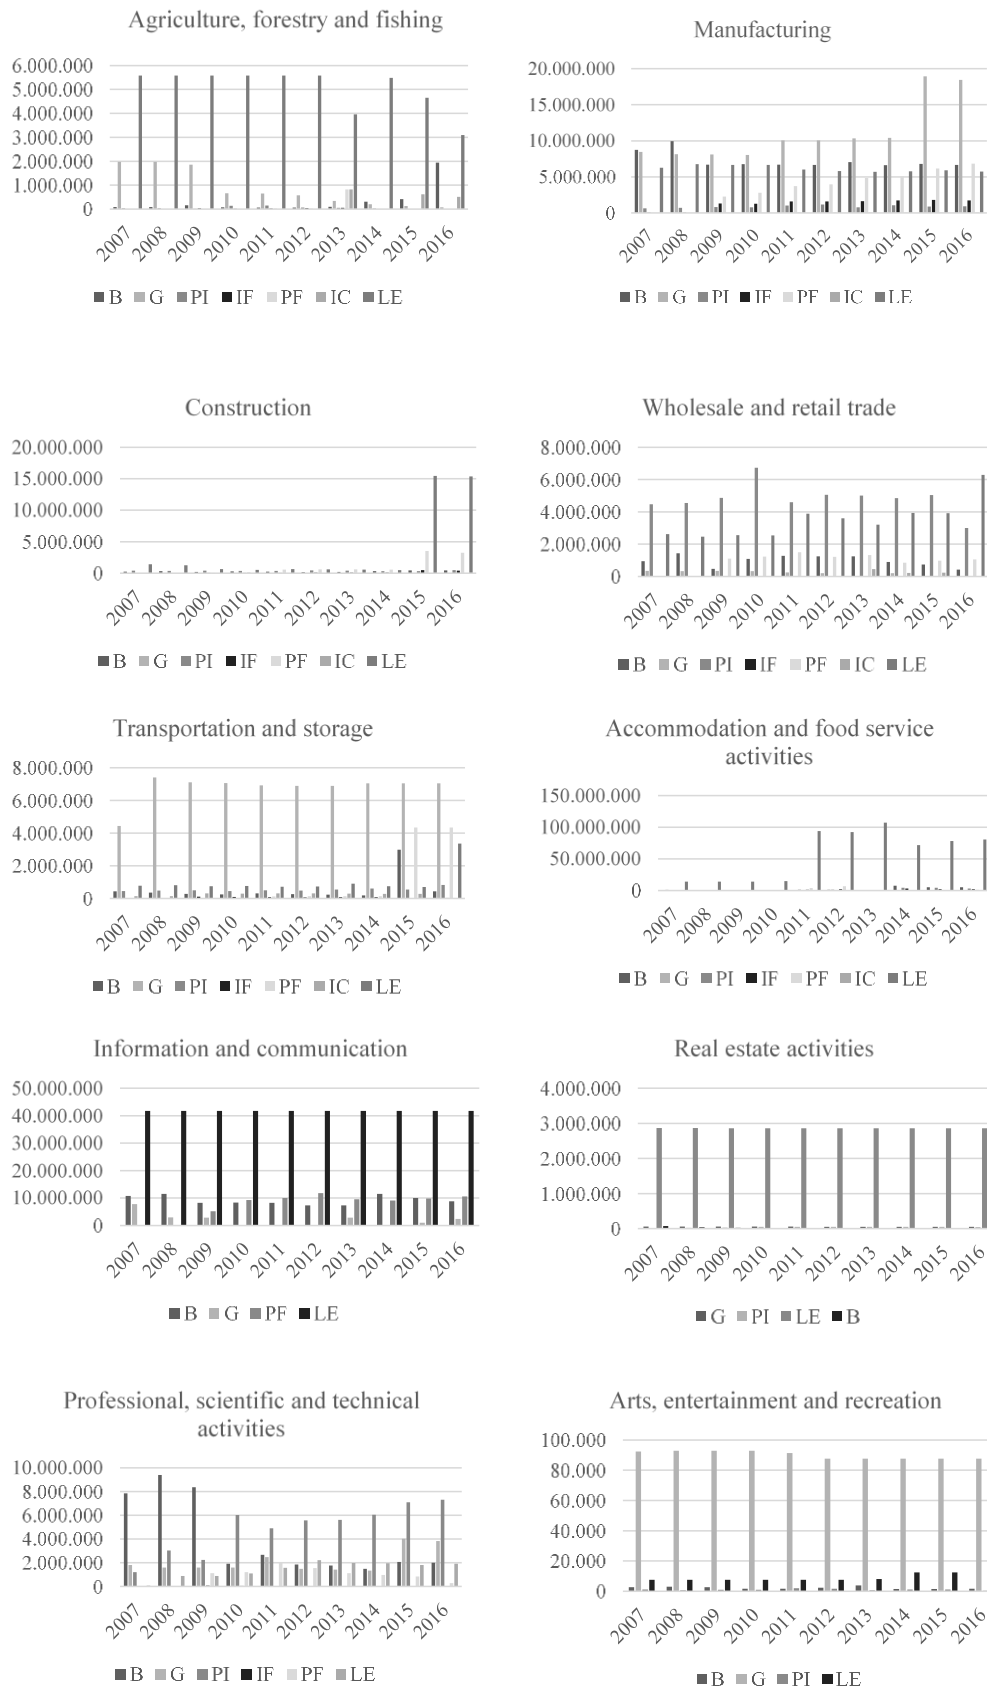 Agriculture, forestry and fishing
6.000.000
5.000.000
4.000.000
3.000.000
2.000.000
1.000.000
0
2007 2008 2009 2010 2011 2012 2013 2014 2015 2016
B G PI IF PF IC LE
Manufacturing
20.000.000
15.000.000
10.000.000
5.000.000
0
2007 2008 2009 2010 2011 2012 2013 2014 2015 2016
B G PI IF PF IC LE
Construction
20.000.000
15.000.000
10.000.000
5.000.000
0
2007 2008 2009 2010 2011 2012 2013 2014 2015 2016
B G PI IF PF IC LE
Wholesale and retail trade
8.000.000
6.000.000
4.000.000
2.000.000
0
2007 2008 2009 2010 2011 2012 2013 2014 2015 2016
B G PI IF PF IC LE
Transportation and storage
8.000.000
6.000.000
4.000.000
2.000.000
0
2007 2008 2009 2010 2011 2012 2013 2014 2015 2016
B G PI IF PF IC LE
Accommodation and food service
activities
150.000.000
100.000.000
50.000.000
0
2007 2008 2009 2010 2011 2012 2013 2014 2015 2016
B G PI IF PF IC LE
Information and communication
50.000.000
40.000.000
30.000.000
20.000.000
10.000.000
0
2007 2008 2009 2010 2011 2012 2013 2014 2015 2016
B G PF LE
Real estate activities
4.000.000
3.000.000
2.000.000
1.000.000
0
2007 2008 2009 2010 2011 2012 2013 2014 2015 2016
G PI LE B
Professional, scientific and technical
activities
10.000.000
8.000.000
6.000.000
4.000.000
2.000.000
0
2007 2008 2009 2010 2011 2012 2013 2014 2015 2016
B G PI IF PF LE
Arts, entertainment and recreation
100.000
80.000
60.000
40.000
20.000
0
2007 2008 2009 2010 2011 2012 2013 2014 2015 2016
B G PI LE